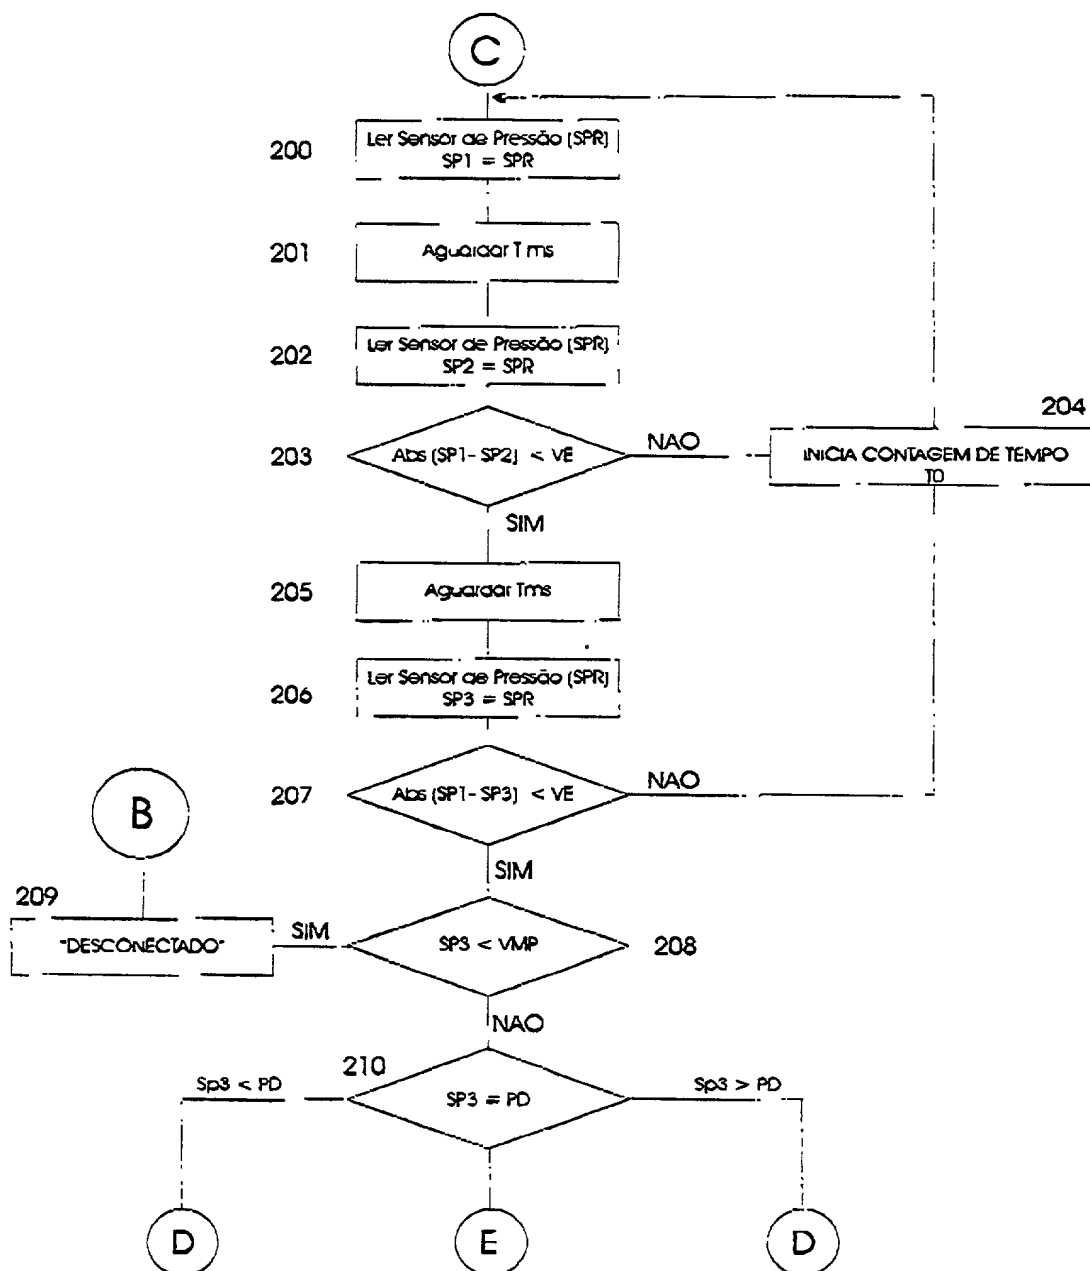 C
200
Ler Sensor de Pressão (SPR)
SP1 = SPR
201
Aguardar T ms
202
Ler Sensor de Pressão (SPR)
SP2 = SPR
204
203
Abs (SP1- SP2) < VE
NAO
INICIA CONTAGEM DE TEMPO
T0
SIM
205
Aguardar Tms
206
Ler Sensor de Pressão (SPR)
SP3 = SPR
207
Abs (SP1- SP3) < VE
NAO
B
SIM
209
"DESCONECTADO"
SIM
SP3 < VMP
208
NAO
210
Sp3 < PD
SP3 = PD
Sp3 > PD
D
E
D